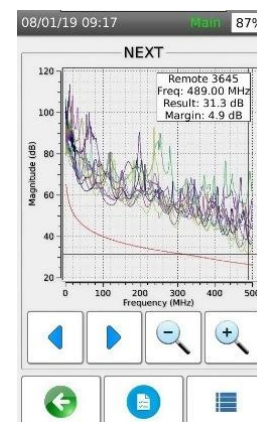 08/01/19 09:17 Main 87%
NEXT
Remote 3645
Freq: 489.00 MHz
Result: 31.3 dB
Margin: 4.9 dB
Magnitude (dB)
120
100
80
60
40
20
0 100 200 300 400 500
Frequency (MHz)